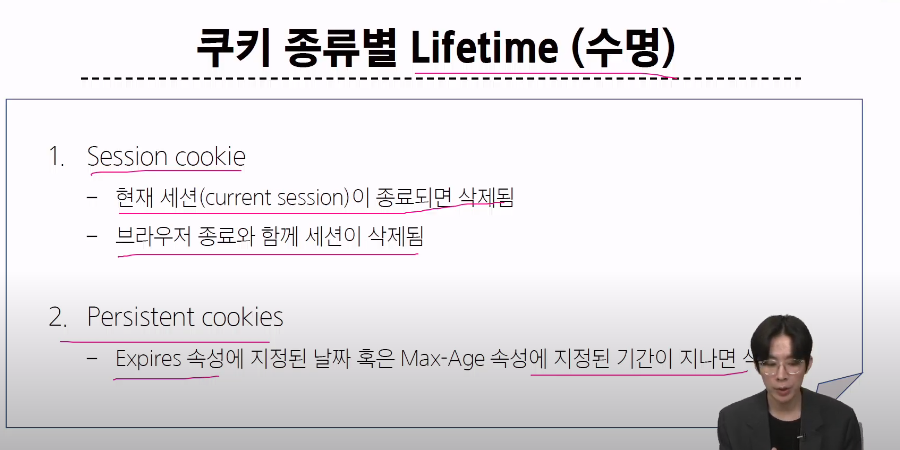 쿠키 종류별 Lifetime (수명)
1. Session cookie
– 현재 세션(current session)이 종료되면 삭제됨
– 브라우저 종료와 함께 세션이 삭제됨
2. Persistent cookies
– Expires 속성에 지정된 날짜 혹은 Max-Age 속성에 지정된 기간이 지나면